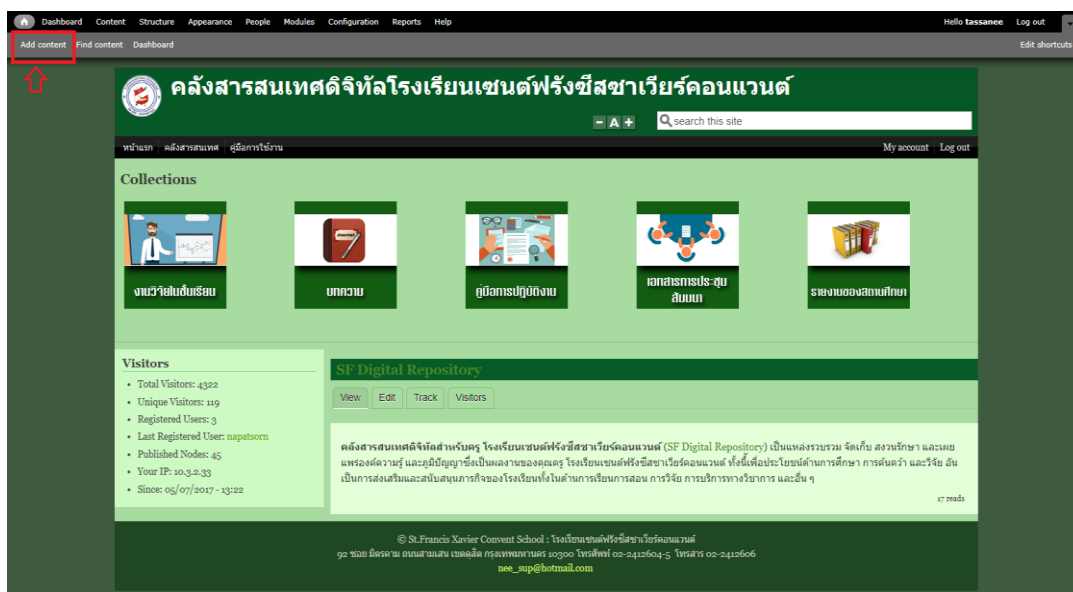 Dashboard Content Structure Appearance People Modules Configuration Reports Help Hello tassanee Log out
Add content Find content Dashboard Edit shortcuts
คลังสารสนเทศดิจิทัลโรงเรียนเซนต์ฟรังซีสซาเวียร์คอนแวนต์
- A + search this site
หน้าแรก คลังสารสนเทศ คู่มือการใช้งาน My account Log out
Collections
Journal
งานวิจัยในชั้นเรียน บทความ คู่มือการปฏิบัติงาน เอกสารการประชุม
สัมมนา รายงานของสถานศึกษา
Visitors
• Total Visitors: 4322
• Unique Visitors: 119
• Registered Users: 3
• Last Registered User: napatsorn
• Published Nodes: 45
• Your IP: 10.3.2.33
• Since: 05/07/2017 - 13:22
SF Digital Repository
View Edit Track Visitors
คลังสารสนเทศดิจิทัลสำหรับครู โรงเรียนเซนต์ฟรังซีสซาเวียร์คอนแวนต์ (SF Digital Repository) เป็นแหล่งรวบรวม จัดเก็บ สงวนรักษา และเผย
แพร่องค์ความรู้ และภูมิปัญญาซึ่งเป็นผลงานของคุณครู โรงเรียนเซนต์ฟรังซีสซาเวียร์คอนแวนต์ ทั้งนี้เพื่อประโยชน์ด้านการศึกษา การค้นคว้า และวิจัย อัน
เป็นการส่งเสริมและสนับสนุนภารกิจของโรงเรียนทั้งในด้านการเรียนการสอน การวิจัย การบริการทางวิชาการ และอื่น ๆ
17 reads
© St.Francis Xavier Convent School : โรงเรียนเซนต์ฟรังซีสซาเวียร์คอนแวนต์
92 ซอย มิตรคาม ถนนสามเสน เขตดุสิต กรุงเทพมหานคร 10300 โทรศัพท์ 02-2412604-5 โทรสาร 02-2412606
nee_sup@hotmail.com